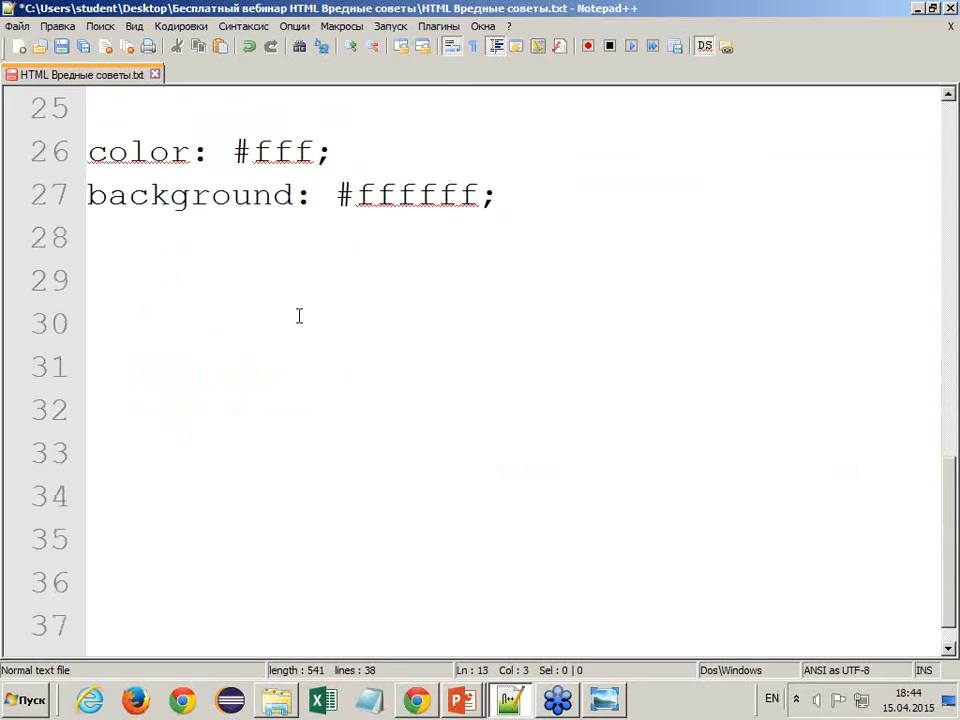 *C:\Users\student\Desktop\Бесплатный вебинар HTML Вредные советы\HTML Вредные советы.txt - Notepad++
Файл Правка Поиск Вид Кодировки Синтаксис Опции Макросы Запуск Плагины Окна ? X
HTML Вредные советы.txt
25
26 color: #fff;
27 background: #ffffff;
28
29
30
31
32
33
34
35
36
37
Normal text file length : 541 lines : 38 Ln : 13 Col : 3 Sel : 0 | 0 Dos\Windows ANSI as UTF-8 INS
Пуск EN 18:44
15.04.2015